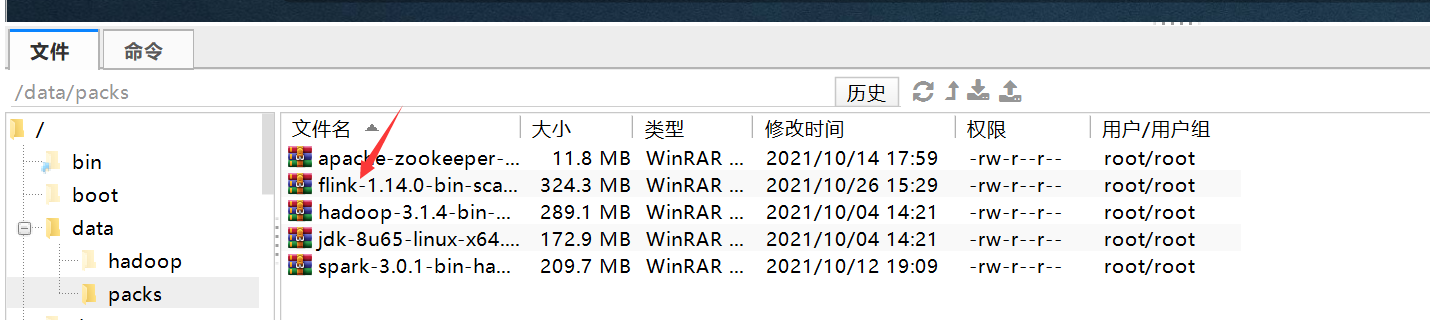 文件 命令
/data/packs 历史
/
bin
boot
data
hadoop
packs
文件名 大小 类型 修改时间 权限 用户/用户组
apache-zookeeper-... 11.8 MB WinRAR ... 2021/10/14 17:59 -rw-r--r-- root/root
flink-1.14.0-bin-sca... 324.3 MB WinRAR ... 2021/10/26 15:29 -rw-r--r-- root/root
hadoop-3.1.4-bin-... 289.1 MB WinRAR ... 2021/10/04 14:21 -rw-r--r-- root/root
jdk-8u65-linux-x64.... 172.9 MB WinRAR ... 2021/10/04 14:21 -rw-r--r-- root/root
spark-3.0.1-bin-ha... 209.7 MB WinRAR ... 2021/10/12 19:09 -rw-r--r-- root/root